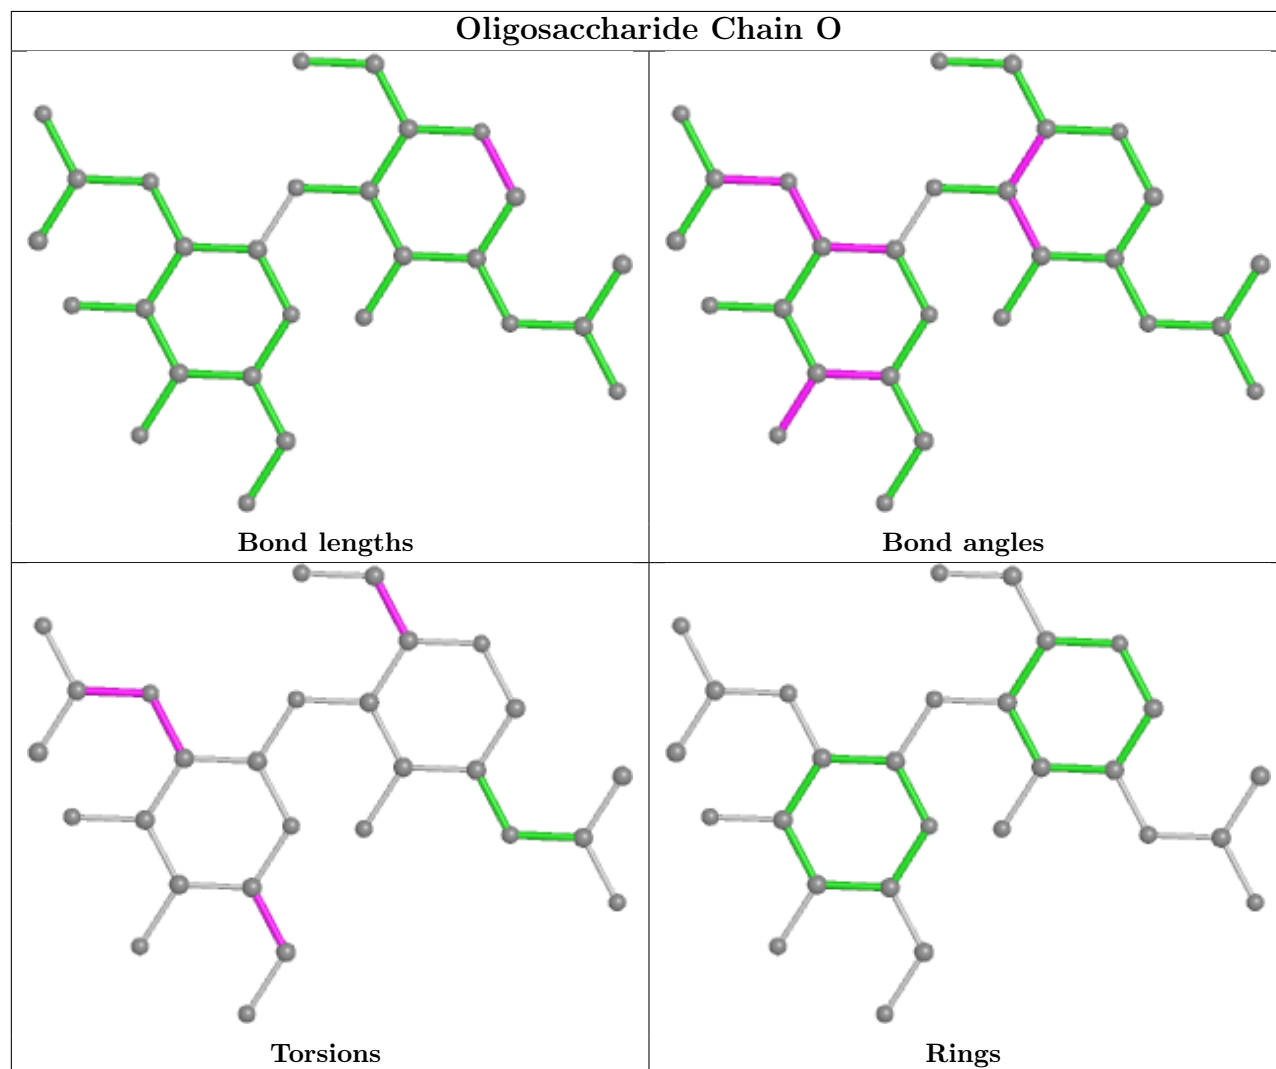 Oligosaccharide Chain O
Bond lengths
Bond angles
Torsions
Rings